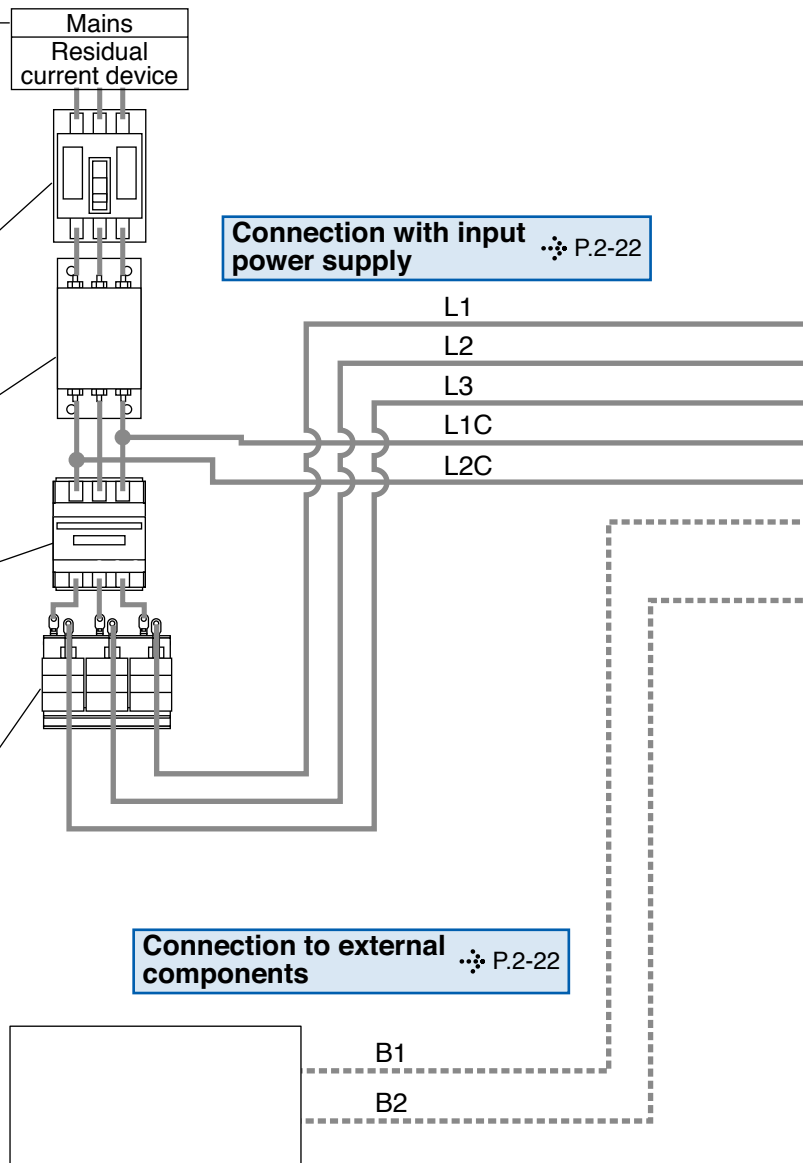 Mains
Residual
current device
Connection with input
power supply
P.2-22
L1
L2
L3
L1C
L2C
Connection to external
components
P.2-22
B1
B2